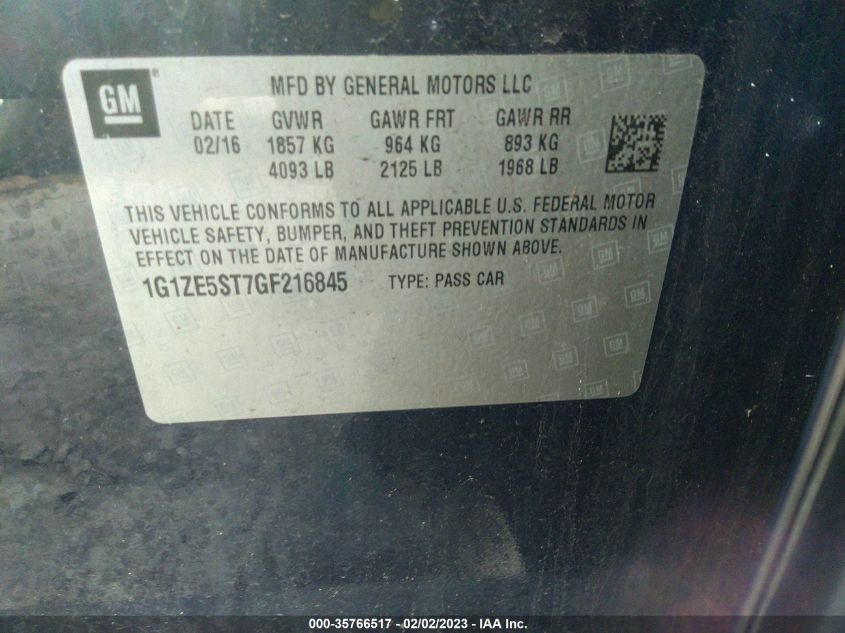 GM®
MFD BY GENERAL MOTORS LLC
DATE GVWR GAWR FRT GAWR RR
02/16 1857 KG 964 KG 893 KG
4093 LB 2125 LB 1968 LB
THIS VEHICLE CONFORMS TO ALL APPLICABLE U.S. FEDERAL MOTOR
VEHICLE SAFETY, BUMPER, AND THEFT PREVENTION STANDARDS IN
EFFECT ON THE DATE OF MANUFACTURE SHOWN ABOVE.
1G1ZE5ST7GF216845 TYPE: PASS CAR
000-35766517 - 02/02/2023 - IAA Inc.